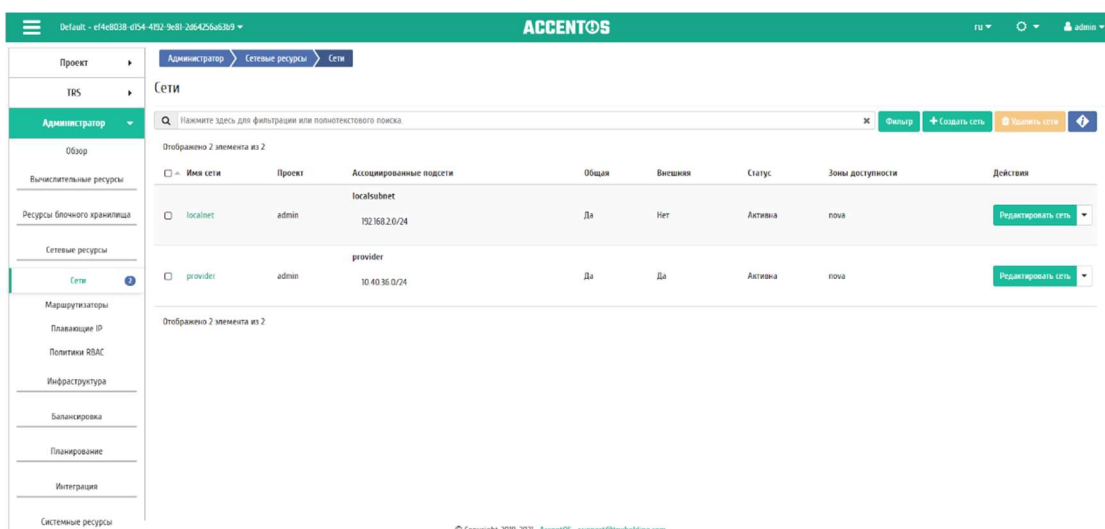 Default - ef4e8038-d154-4192-9e81-2d64256a63b9
ACCENTOS
ru
admin
Проект
TRS
Администратор
Обзор
Вычислительные ресурсы
Ресурсы блочного хранилища
Сетевые ресурсы
Сети 2
Маршрутизаторы
Плавающие IP
Политики RBAC
Инфраструктура
Балансировка
Планирование
Интеграция
Системные ресурсы
Администратор Сетевые ресурсы Сети
Сети
Нажмите здесь для фильтрации или полнотекстового поиска.
Фильтр
Создать сеть
Удалить сети
Отображено 2 элемента из 2
Имя сети Проект Ассоциированные подсети Общая Внешняя Статус Зоны доступности Действия
localsubnet
localnet admin 192.168.2.0/24 Да Нет Активна nova Редактировать сеть
provider
provider admin 10.40.36.0/24 Да Да Активна nova Редактировать сеть
Отображено 2 элемента из 2